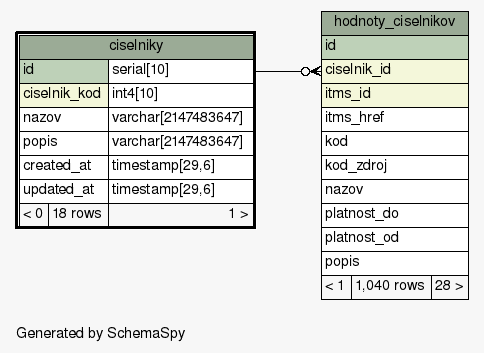 ciselniky
id serial[10]
ciselnik_kod int4[10]
nazov varchar[2147483647]
popis varchar[2147483647]
created_at timestamp[29,6]
updated_at timestamp[29,6]
< 0 18 rows 1 >
hodnoty_ciselnikov
id
ciselnik_id
itms_id
itms_href
kod
kod_zdroj
nazov
platnost_do
platnost_od
popis
< 1 1,040 rows 28 >
Generated by SchemaSpy